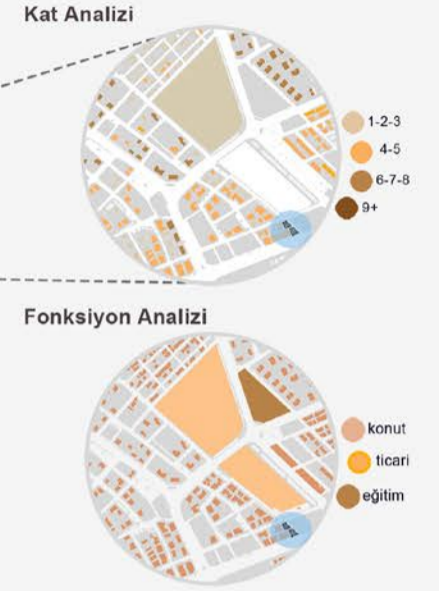 Kat Analizi
1-2-3
4-5
6-7-8
9+
Fonksiyon Analizi
konut
ticari
eğitim